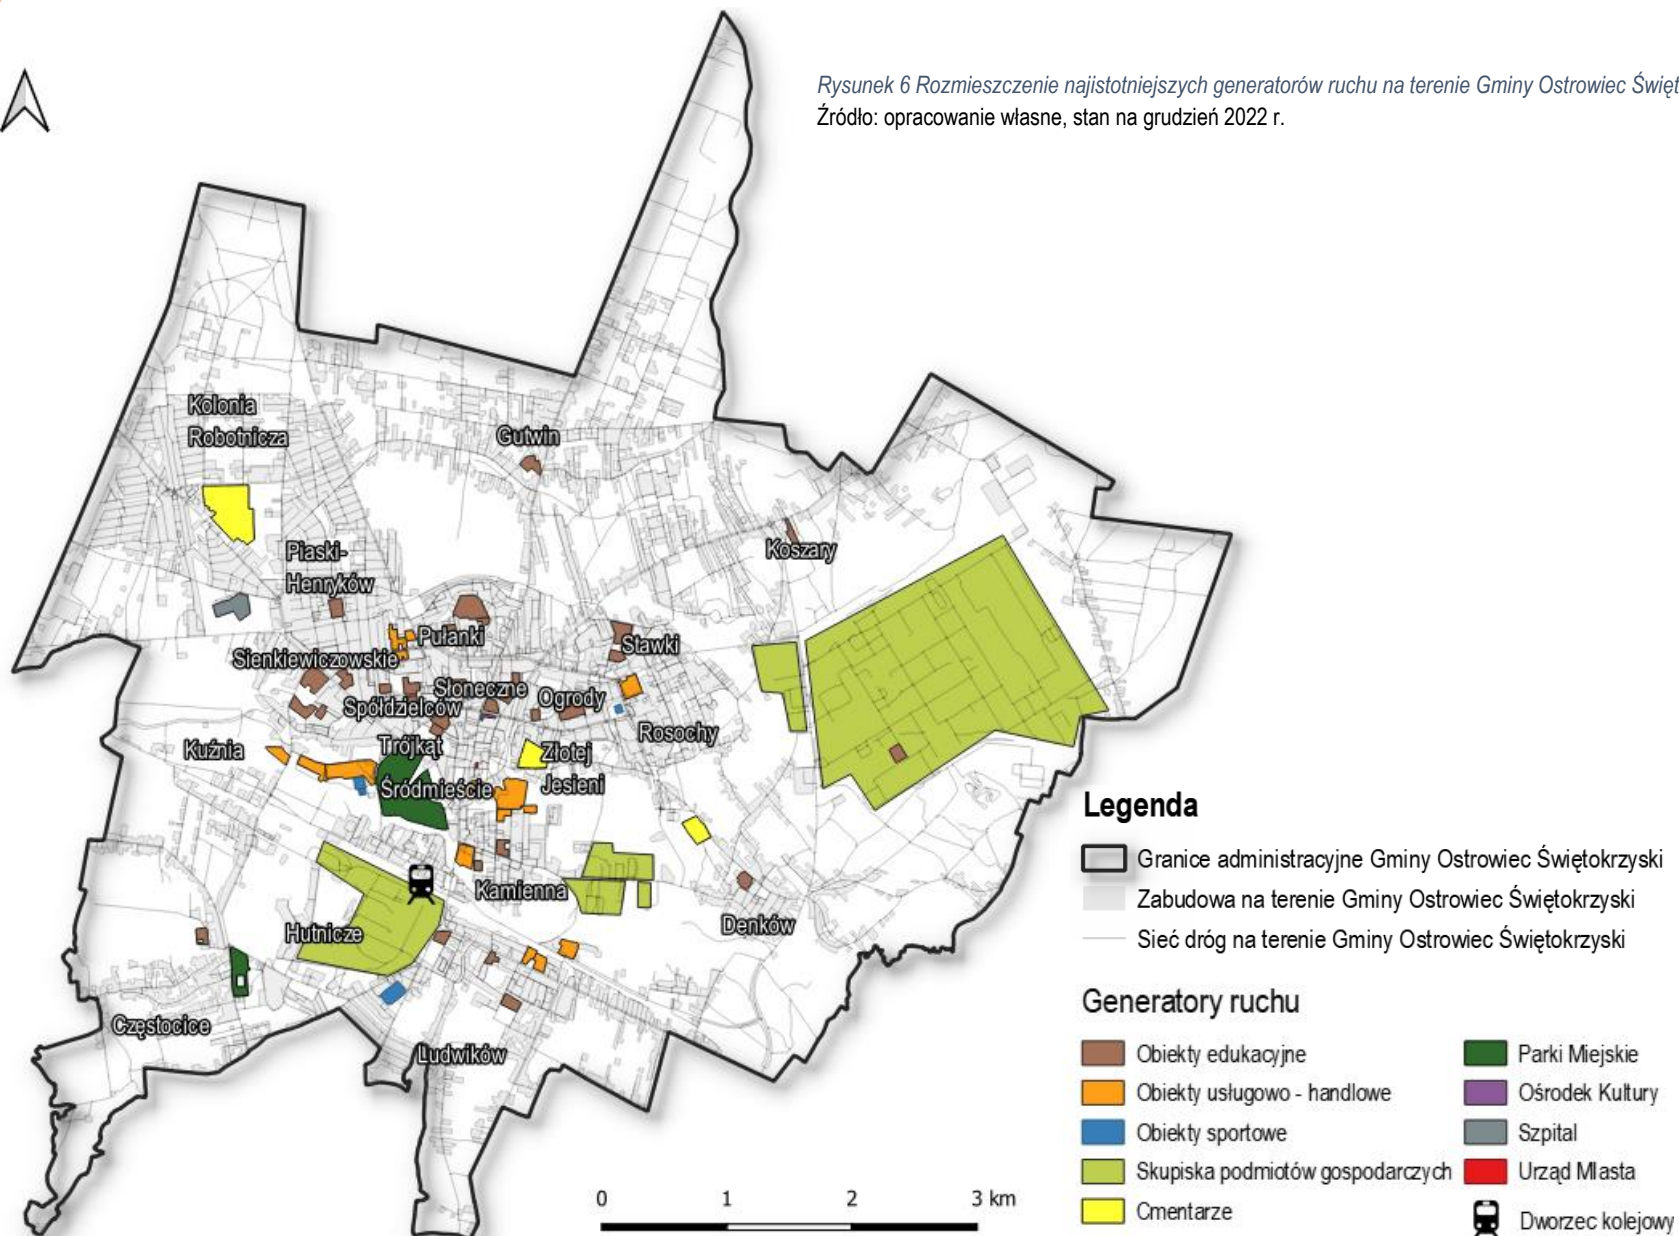 Rysunek 6 Rozmieszczenie najistotniejszych generatorów ruchu na terenie Gminy Ostrowiec Święt
Źródło: opracowanie własne, stan na grudzień 2022 r.
Kolonia
Robotnicza
Gutwin
Piaski-
Henryków
Koszary
Pułanki
Stawki
Sienkiewiczowskie
Słoneczne
Ogrody
Spółdzielców
Rosochy
Kuźnia
Trójkąt
Złotej
Jesieni
Śródmieście
Kamienna
Hutnicze
Denków
Częstocice
Ludwików
Legenda
Granice administracyjne Gminy Ostrowiec Świętokrzyski
Zabudowa na terenie Gminy Ostrowiec Świętokrzyski
Sieć dróg na terenie Gminy Ostrowiec Świętokrzyski
Generatory ruchu
Obiekty edukacyjne
Obiekty usługowo - handlowe
Obiekty sportowe
Skupiska podmiotów gospodarczych
Cmentarze
Parki Miejskie
Ośrodek Kultury
Szpital
Urząd MIasta
Dworzec kolejowy
0 1 2 3 km